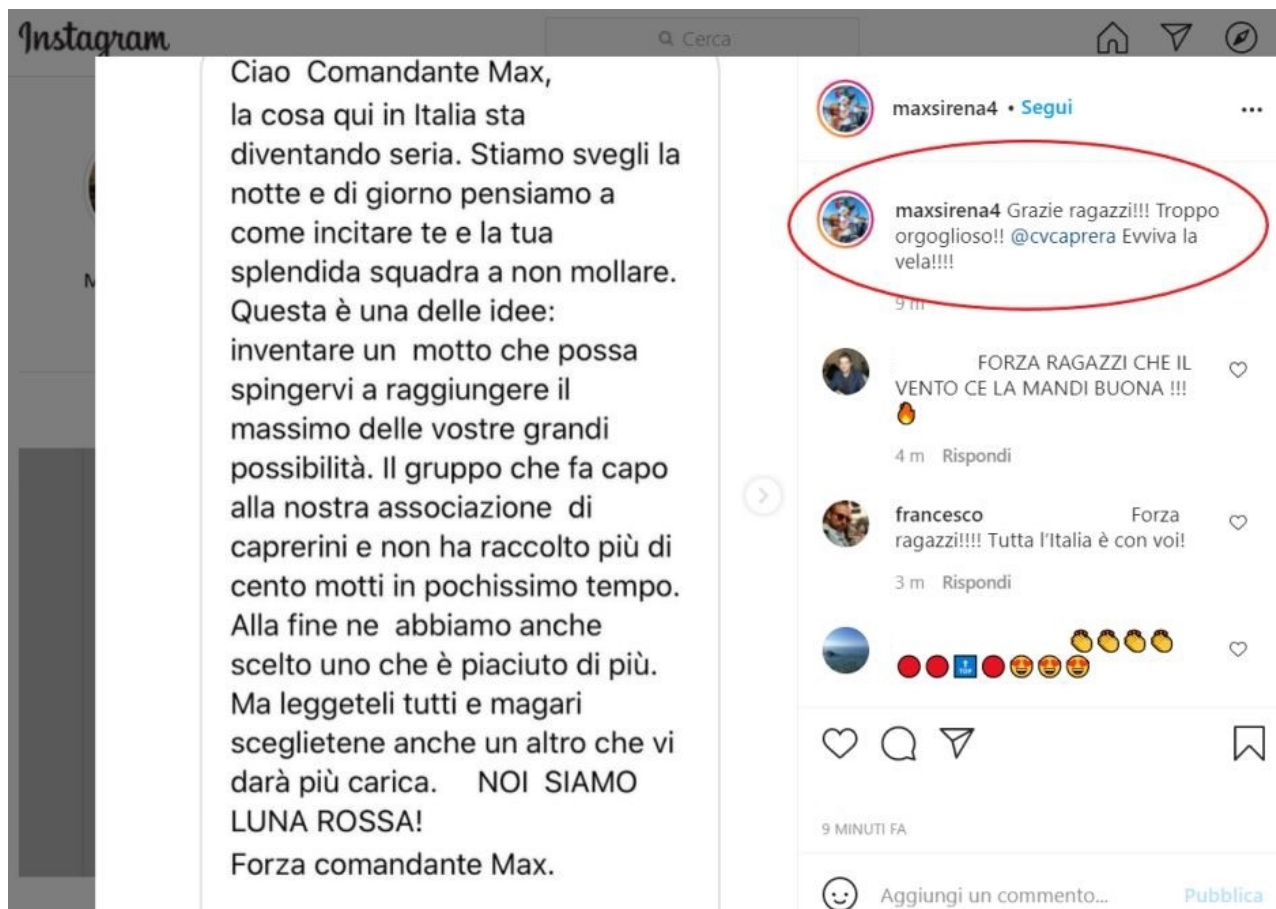 Instagram
Cerca
Ciao Comandante Max,
la cosa qui in Italia sta
diventando seria. Stiamo svegli la
notte e di giorno pensiamo a
come incitare te e la tua
splendida squadra a non mollare.
Questa è una delle idee:
inventare un motto che possa
spingervi a raggiungere il
massimo delle vostre grandi
possibilità. Il gruppo che fa capo
alla nostra associazione di
caprerini e non ha raccolto più di
cento motti in pochissimo tempo.
Alla fine ne abbiamo anche
scelto uno che è piaciuto di più.
Ma leggeteli tutti e magari
sceglietene anche un altro che vi
darà più carica. NOI SIAMO
LUNA ROSSA!
Forza comandante Max.
maxsirena4 • Segui
maxsirena4 Grazie ragazzi!!! Troppo
orgoglioso!! @cvcaprera Evviva la
vela!!!!
9 m
FORZA RAGAZZI CHE IL
VENTO CE LA MANDI BUONA !!!
🔥
4 m Rispondi
francesco Forza
ragazzi!!!! Tutta l'Italia è con voi!
3 m Rispondi
👏👏👏👏
🔴🔴🔝🔴😍😍😍
9 MINUTI FA
Aggiungi un commento... Pubblica